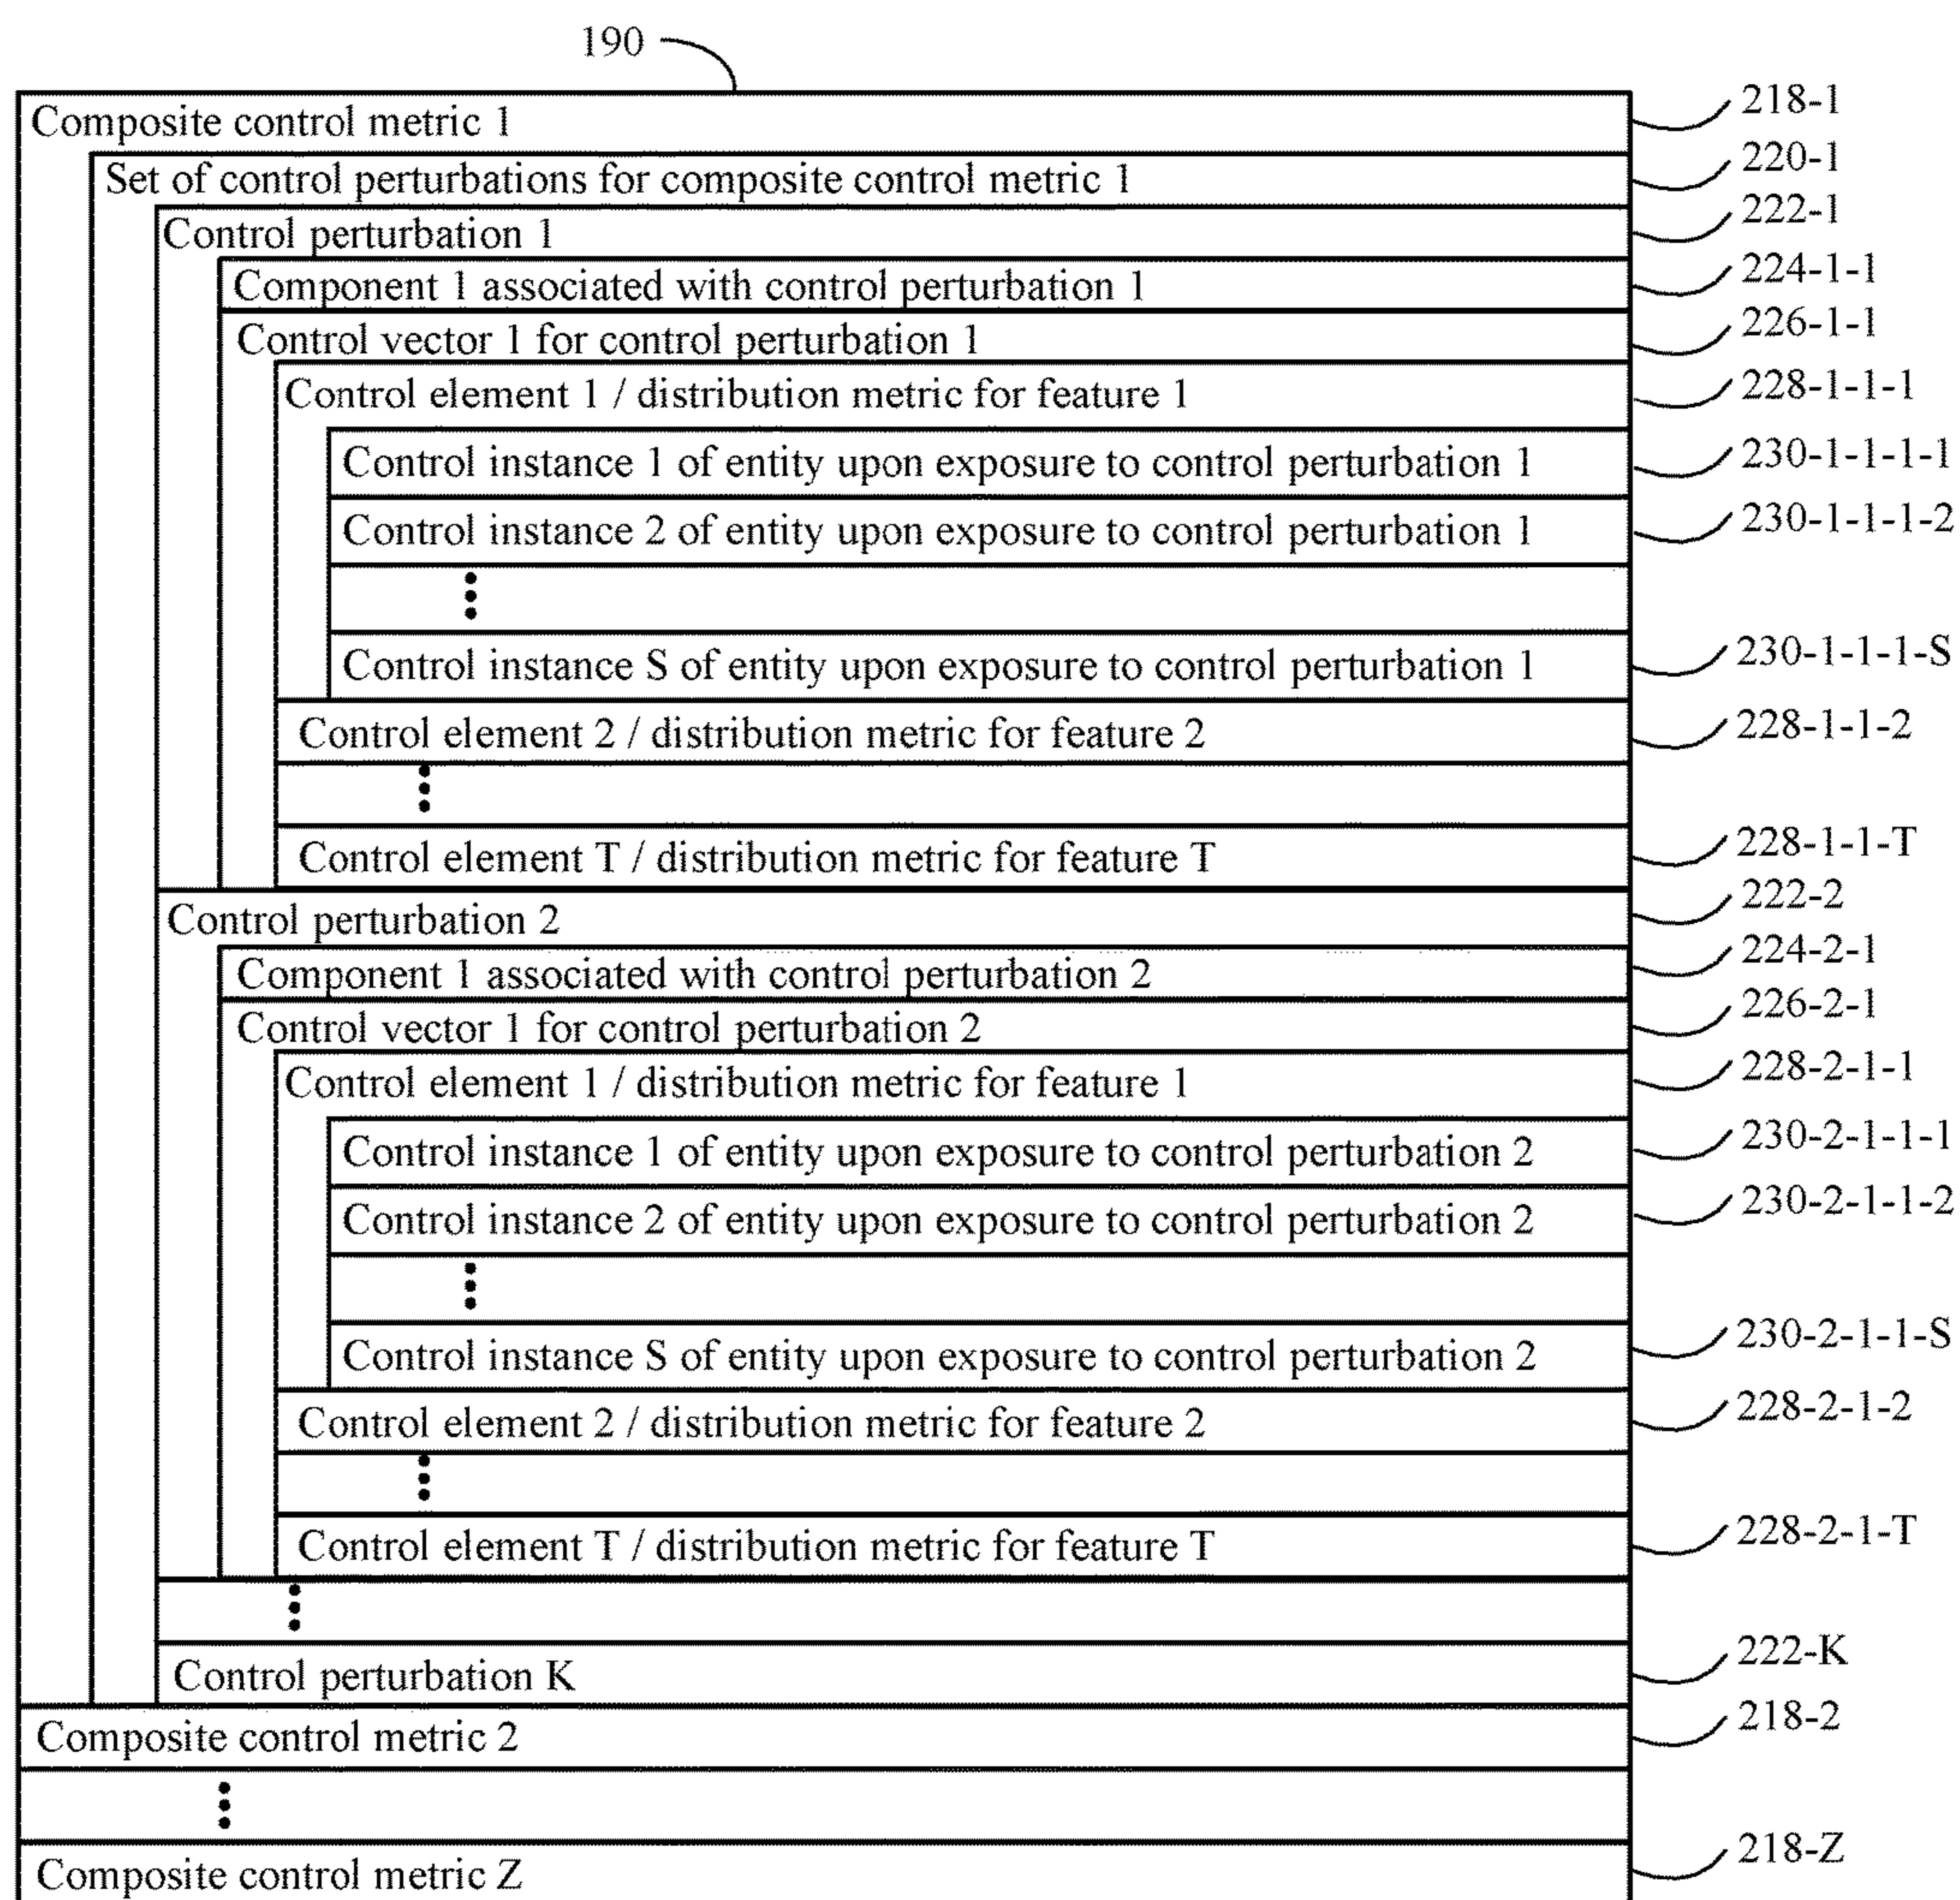 190
Composite control metric 1 218-1
Set of control perturbations for composite control metric 1 220-1
Control perturbation 1 222-1
Component 1 associated with control perturbation 1 224-1-1
Control vector 1 for control perturbation 1 226-1-1
Control element 1 / distribution metric for feature 1 228-1-1-1
Control instance 1 of entity upon exposure to control perturbation 1 230-1-1-1-1
Control instance 2 of entity upon exposure to control perturbation 1 230-1-1-1-2
Control instance S of entity upon exposure to control perturbation 1 230-1-1-1-S
Control element 2 / distribution metric for feature 2 228-1-1-2
Control element T / distribution metric for feature T 228-1-1-T
Control perturbation 2 222-2
Component 1 associated with control perturbation 2 224-2-1
Control vector 1 for control perturbation 2 226-2-1
Control element 1 / distribution metric for feature 1 228-2-1-1
Control instance 1 of entity upon exposure to control perturbation 2 230-2-1-1-1
Control instance 2 of entity upon exposure to control perturbation 2 230-2-1-1-2
Control instance S of entity upon exposure to control perturbation 2 230-2-1-1-S
Control element 2 / distribution metric for feature 2 228-2-1-2
Control element T / distribution metric for feature T 228-2-1-T
Control perturbation K 222-K
Composite control metric 2 218-2
Composite control metric Z 218-Z